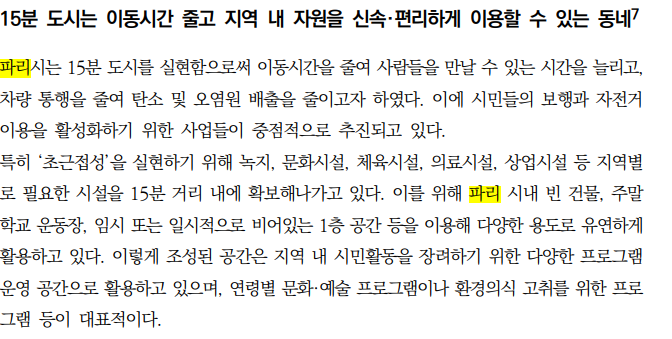 15분 도시는 이동시간 줄고 지역 내 자원을 신속·편리하게 이용할 수 있는 동네7
파리시는 15분 도시를 실현함으로써 이동시간을 줄여 사람들을 만날 수 있는 시간을 늘리고,
차량 통행을 줄여 탄소 및 오염원 배출을 줄이고자 하였다. 이에 시민들의 보행과 자전거
이용을 활성화하기 위한 사업들이 중점적으로 추진되고 있다.
특히 ‘초근접성’을 실현하기 위해 녹지, 문화시설, 체육시설, 의료시설, 상업시설 등 지역별
로 필요한 시설을 15분 거리 내에 확보해나가고 있다. 이를 위해 파리 시내 빈 건물, 주말
학교 운동장, 임시 또는 일시적으로 비어있는 1층 공간 등을 이용해 다양한 용도로 유연하게
활용하고 있다. 이렇게 조성된 공간은 지역 내 시민활동을 장려하기 위한 다양한 프로그램
운영 공간으로 활용하고 있으며, 연령별 문화·예술 프로그램이나 환경의식 고취를 위한 프로
그램 등이 대표적이다.